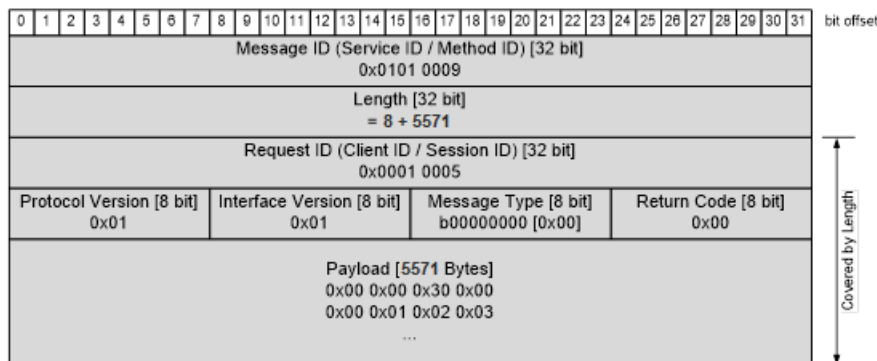 0 1 2 3 4 5 6 7 8 9 10 11 12 13 14 15 16 17 18 19 20 21 22 23 24 25 26 27 28 29 30 31 bit offset
Message ID (Service ID / Method ID) [32 bit]
0x0101 0009
Length [32 bit]
= 8 + 5571
Request ID (Client ID / Session ID) [32 bit]
0x0001 0005
Protocol Version [8 bit] Interface Version [8 bit] Message Type [8 bit] Return Code [8 bit]
0x01 0x01 b00000000 [0x00] 0x00
Payload [5571 Bytes]
0x00 0x00 0x30 0x00
0x00 0x01 0x02 0x03
...
Covered by Length